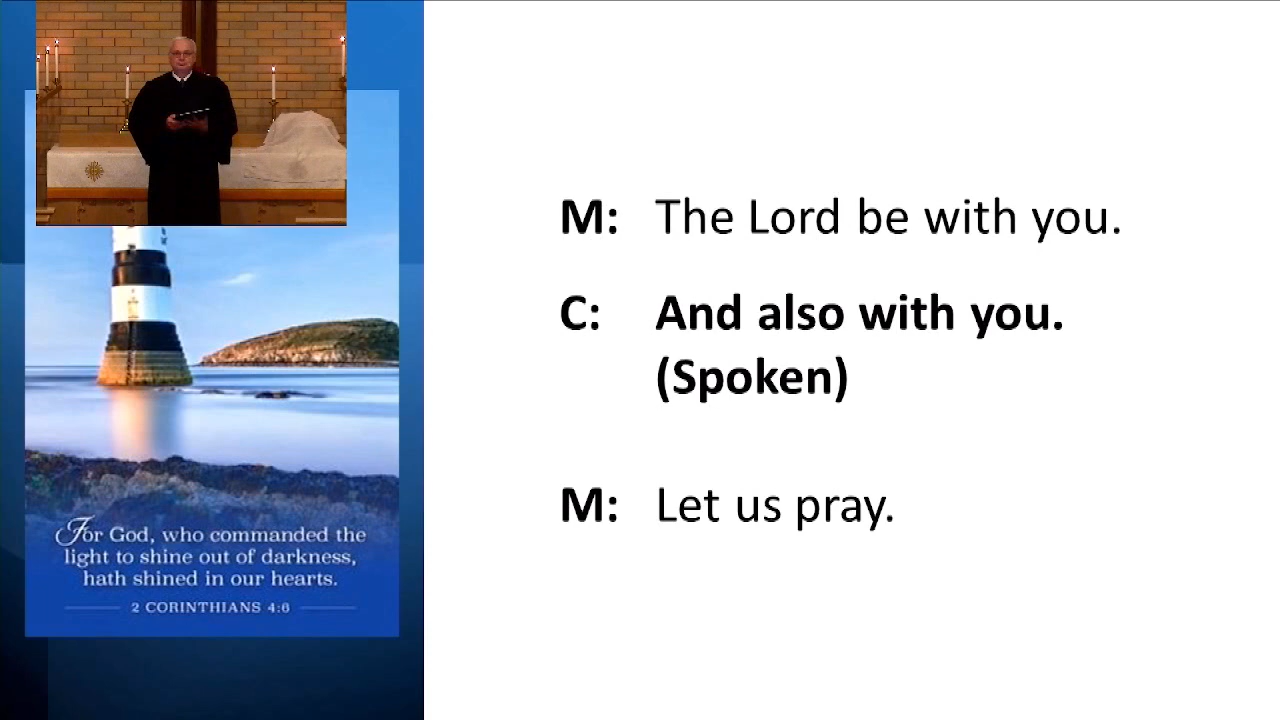 M: The Lord be with you.
C: And also with you.
(Spoken)
M: Let us pray.
For God, who commanded the
light to shine out of darkness,
hath shined in our hearts.
2 CORINTHIANS 4:6